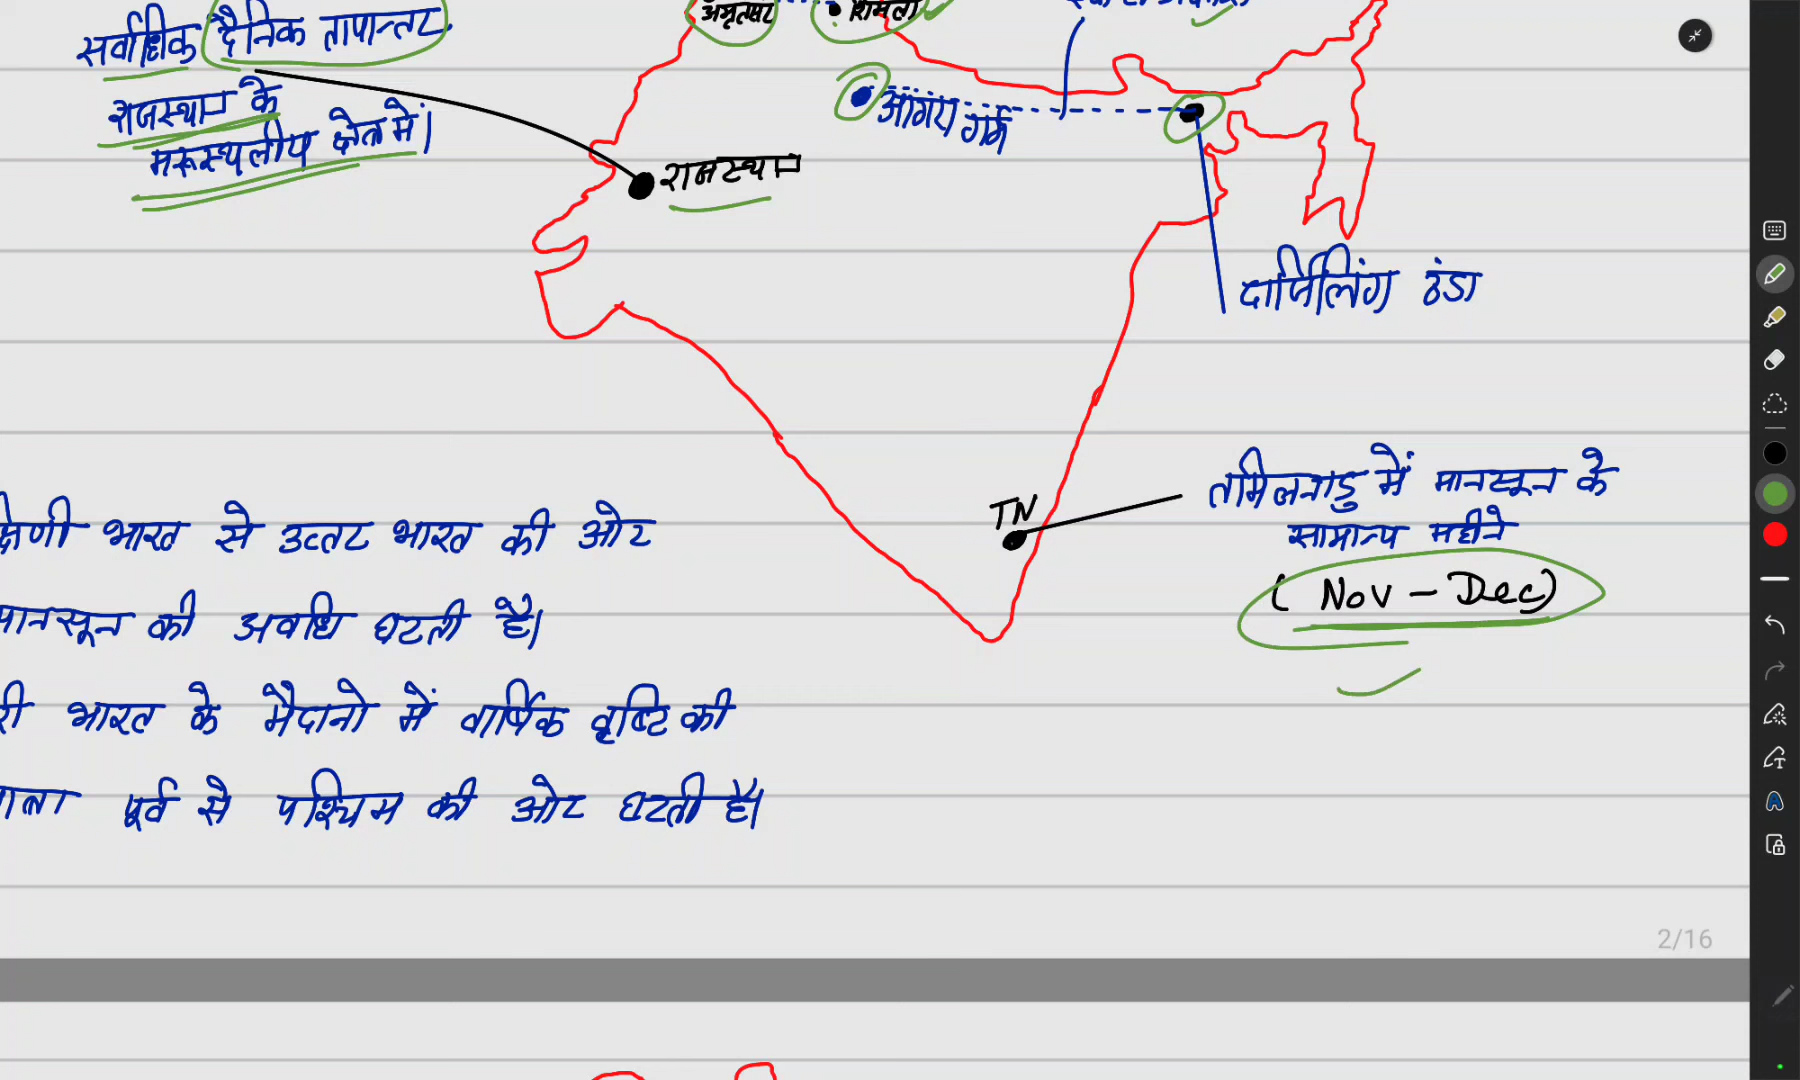 सर्वाधिक दैनिक तापान्तर
राजस्थान के
मरूस्थलीय क्षेत्र में।
अमृतसर
शिमला
आगरा गर्म
राजस्थान
दार्जिलिंग ठंडा
TN
तमिलनाडु में मानसून के
सामान्य महीने
(Nov - Dec)
क्षिणी भारत से उत्तर भारत की ओर
मानसून की अवधि घटती है।
री भारत के मैदानो में वार्षिक वृष्टि की
पूर्व से पश्चिम की ओर घटती है।
2/16